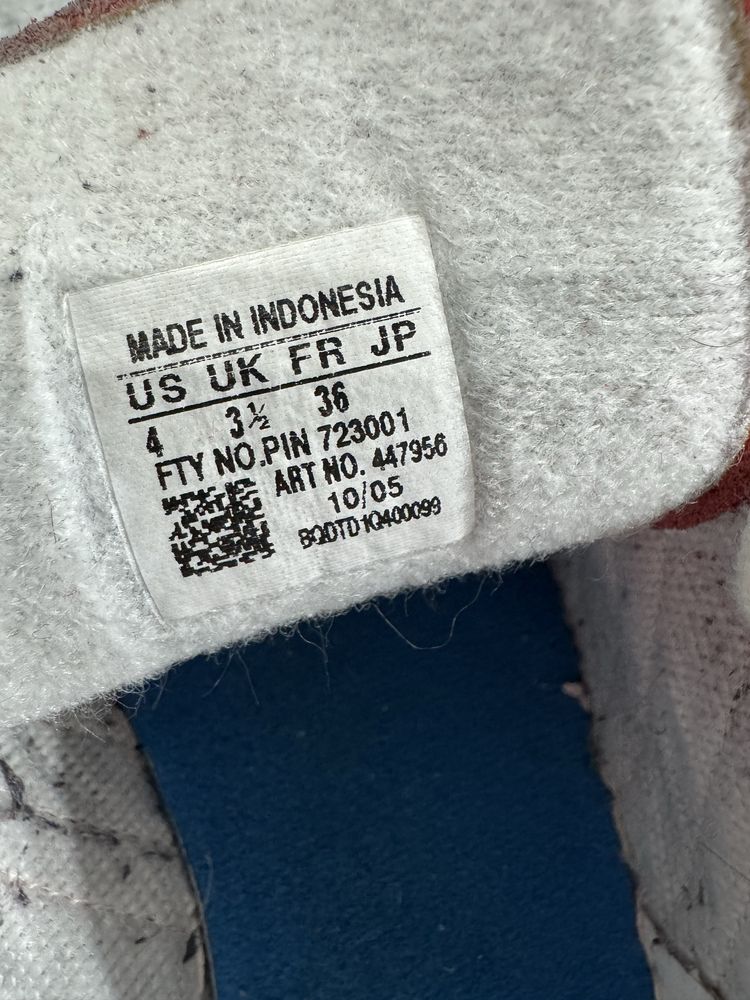 MADE IN INDONESIA
US UK FR JP
4 3½ 36
FTY NO.PIN 723001
ART NO. 447956
10/05
BQDTD1Q400099